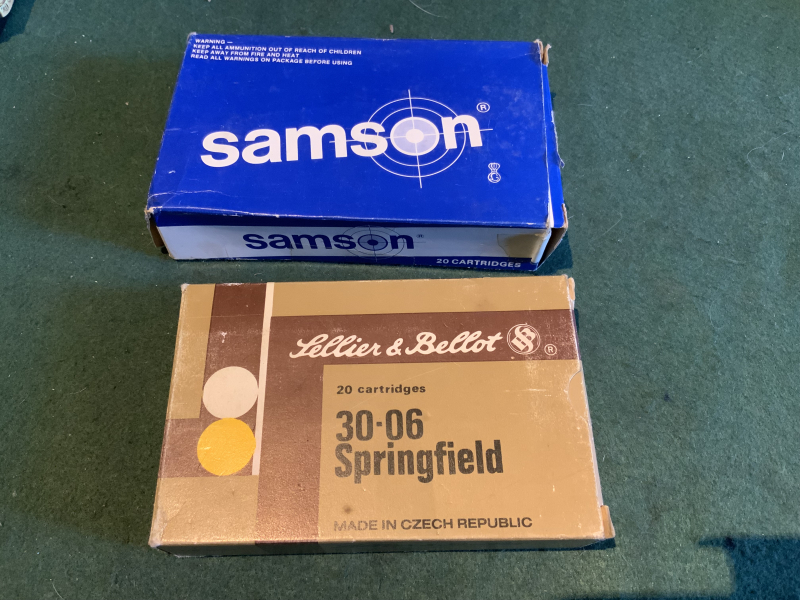 WARNING —
KEEP ALL AMMUNITION OUT OF REACH OF CHILDREN
KEEP AWAY FROM FIRE AND HEAT
READ ALL WARNINGS ON PACKAGE BEFORE USING
samson®
samson®
20 CARTRIDGES
Sellier & Bellot ®
20 cartridges
30-06
Springfield
MADE IN CZECH REPUBLIC